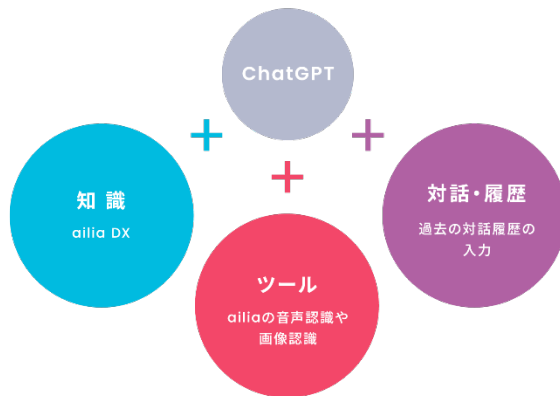 ChatGPT
知 識
ailia DX
対話・履歴
過去の対話履歴の
入力
ツール
ailiaの音声認識や
画像認識